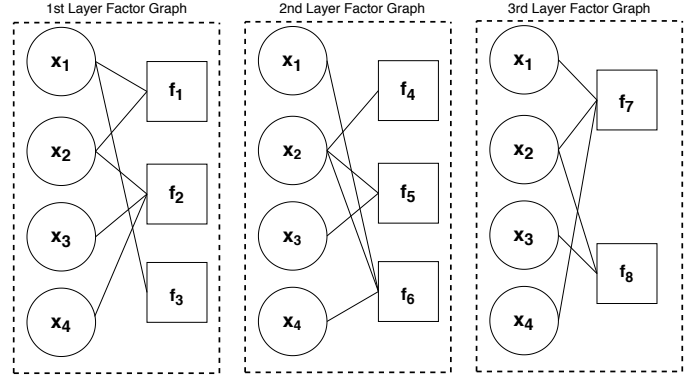 1st Layer Factor Graph
x1
x2
x3
x4
f1
f2
f3
2nd Layer Factor Graph
x1
x2
x3
x4
f4
f5
f6
3rd Layer Factor Graph
x1
x2
x3
x4
f7
f8